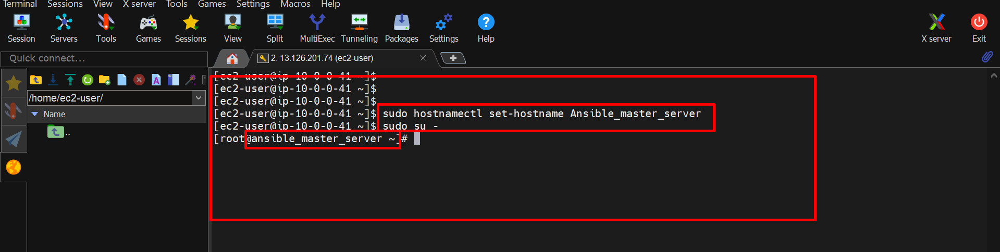 Terminal Sessions View X server Tools Games Settings Macros Help
Session Servers Tools Games Sessions View Split MultiExec Tunneling Packages Settings Help X server Exit
Quick connect...
2. 13.126.201.74 (ec2-user)
/home/ec2-user/
Name
..
[ec2-user@ip-10-0-0-41 ~]$
[ec2-user@ip-10-0-0-41 ~]$
[ec2-user@ip-10-0-0-41 ~]$
[ec2-user@ip-10-0-0-41 ~]$ sudo hostnamectl set-hostname Ansible_master_server
[ec2-user@ip-10-0-0-41 ~]$ sudo su -
[root@ansible_master_server ~]#